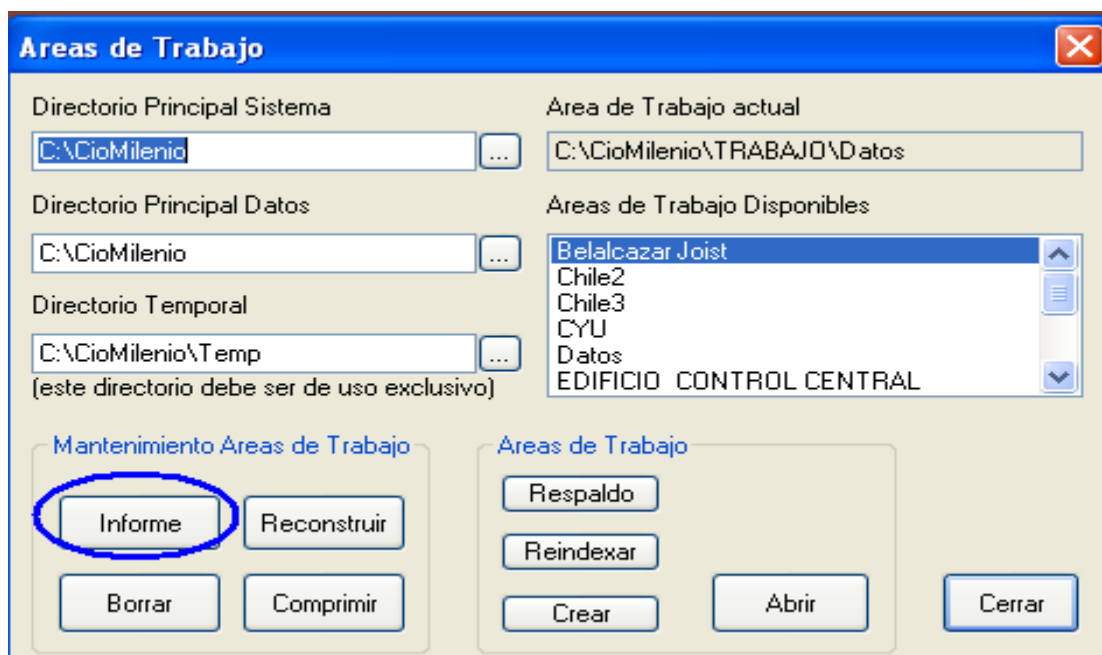 Areas de Trabajo
Directorio Principal Sistema
C:\CioMilenio
...
Directorio Principal Datos
C:\CioMilenio
...
Directorio Temporal
C:\CioMilenio\Temp
...
(este directorio debe ser de uso exclusivo)
Area de Trabajo actual
C:\CioMilenio\TRABAJO\Datos
Areas de Trabajo Disponibles
Belalcazar Joist
Chile2
Chile3
CYU
Datos
EDIFICIO CONTROL CENTRAL
Mantenimiento Areas de Trabajo
Informe
Reconstruir
Borrar
Comprimir
Areas de Trabajo
Respaldo
Reindexar
Crear
Abrir
Cerrar